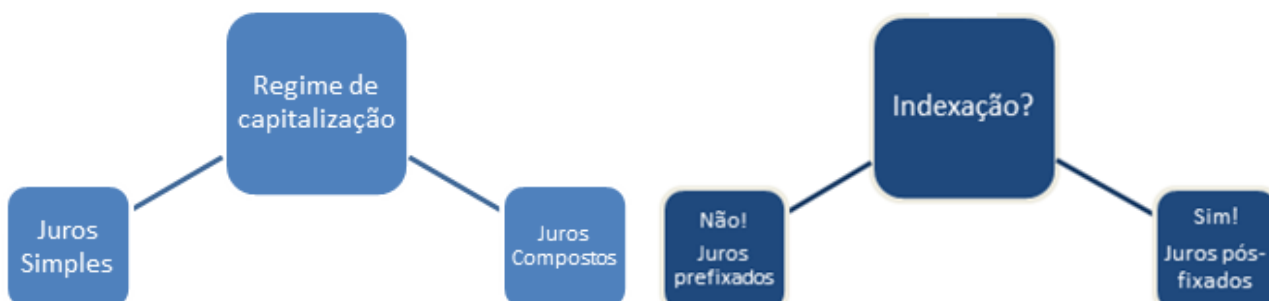 Regime de
capitalização
Juros
Simples
Juros
Compostos
Indexação?
Não!
Juros
prefixados
Sim!
Juros pós-
fixados